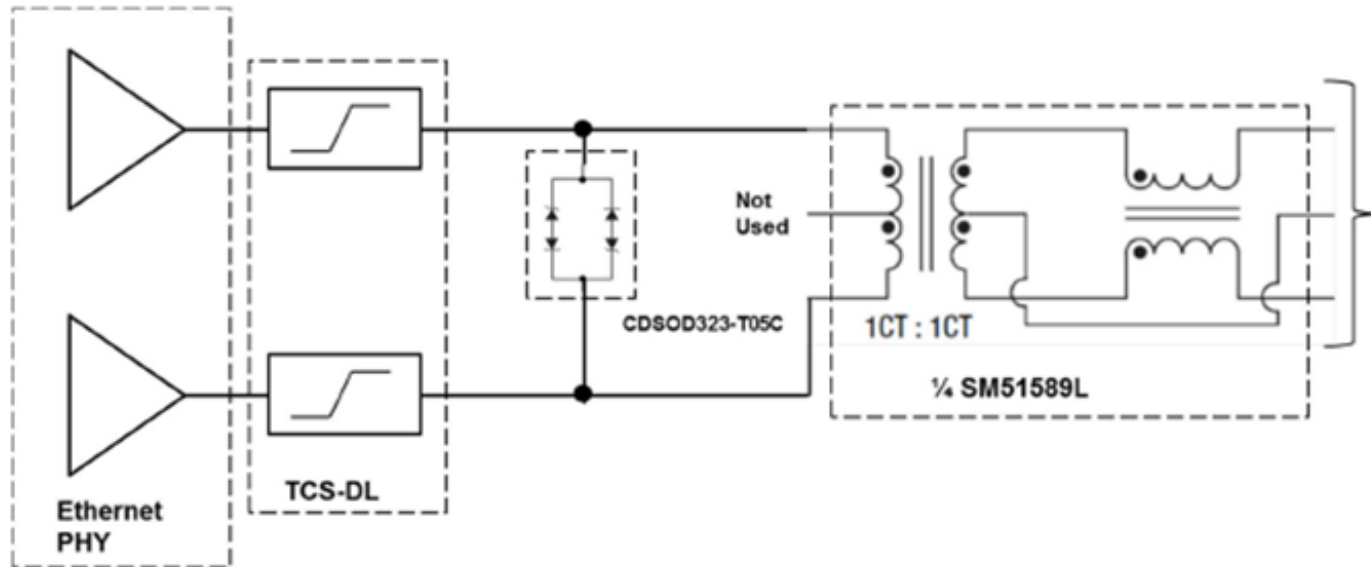 Not
Used
CDSOD323-T05C
1CT : 1CT
¼ SM51589L
TCS-DL
Ethernet
PHY